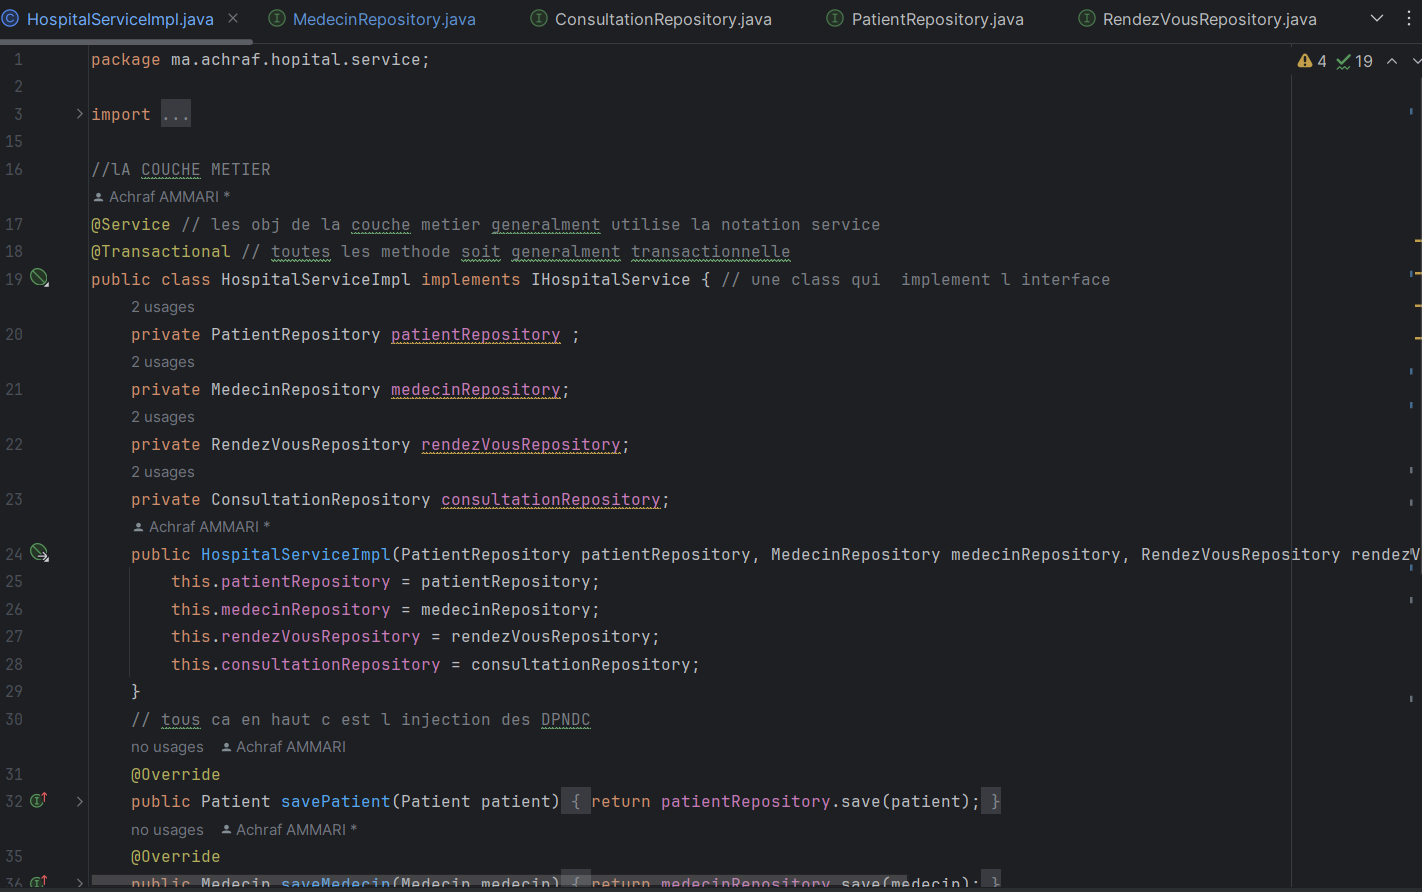 HospitalServiceImpl.java MedecinRepository.java ConsultationRepository.java PatientRepository.java RendezVousRepository.java
4 19
1 package ma.achraf.hopital.service;
2
3 import ...
15
16 //lA COUCHE METIER
Achraf AMMARI *
17 @Service // les obj de la couche metier generalment utilise la notation service
18 @Transactional // toutes les methode soit generalment transactionnelle
19 public class HospitalServiceImpl implements IHospitalService { // une class qui  implement l interface
2 usages
20 private PatientRepository patientRepository ;
2 usages
21 private MedecinRepository medecinRepository;
2 usages
22 private RendezVousRepository rendezVousRepository;
2 usages
23 private ConsultationRepository consultationRepository;
Achraf AMMARI *
24 public HospitalServiceImpl(PatientRepository patientRepository, MedecinRepository medecinRepository, RendezVousRepository rendezV
25 this.patientRepository = patientRepository;
26 this.medecinRepository = medecinRepository;
27 this.rendezVousRepository = rendezVousRepository;
28 this.consultationRepository = consultationRepository;
29 }
30 // tous ca en haut c est l injection des DPNDC
no usages Achraf AMMARI
31 @Override
32 public Patient savePatient(Patient patient) { return patientRepository.save(patient); }
no usages Achraf AMMARI *
35 @Override
36 public Medecin saveMedecin(Medecin medecin) { return medecinRepository.save(medecin); }